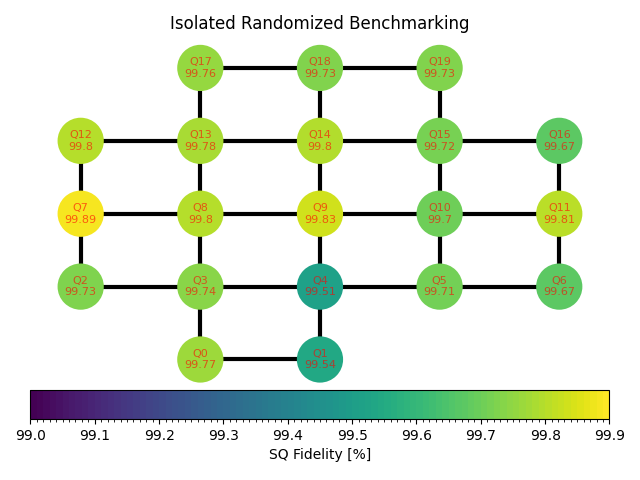 Isolated Randomized Benchmarking
Q17
99.76
Q18
99.73
Q19
99.73
Q12
99.8
Q13
99.78
Q14
99.8
Q15
99.72
Q16
99.67
Q7
99.89
Q8
99.8
Q9
99.83
Q10
99.7
Q11
99.81
Q2
99.73
Q3
99.74
Q4
99.51
Q5
99.71
Q6
99.67
Q0
99.77
Q1
99.54
99.0 99.1 99.2 99.3 99.4 99.5 99.6 99.7 99.8 99.9
SQ Fidelity [%]